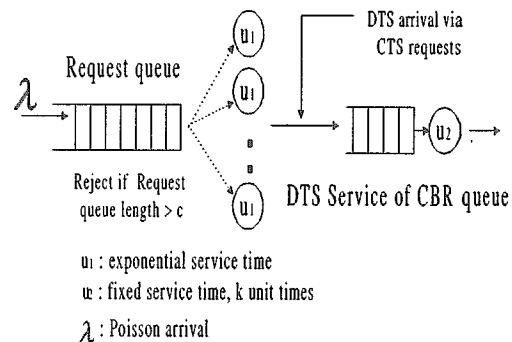 DTS arrival via
CTS requests
Request queue
λ
u1
u1
u1
u2
Reject if Request
queue length > c
DTS Service of CBR queue
u1 : exponential service time
u2 : fixed service time, k unit times
λ : Poisson arrival